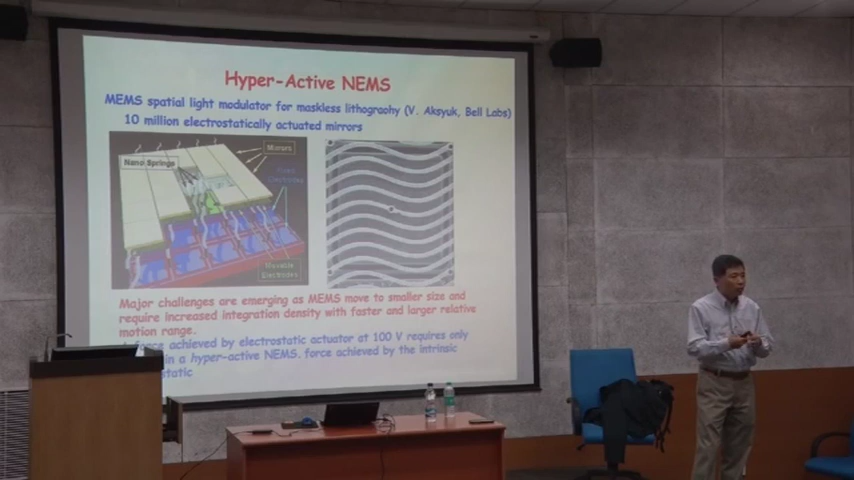 Hyper-Active NEMS
MEMS spatial light modulator for maskless lithograohy (V. Aksyuk, Bell Labs)
10 million electrostatically actuated mirrors
Nano Springs
Mirrors
Fixed
Electrodes
Movable
Electrodes
Major challenges are emerging as MEMS move to smaller size and
require increased integration density with faster and larger relative
motion range.
force achieved by electrostatic actuator at 100 V requires only
in a hyper-active NEMS. force achieved by the intrinsic
tatic